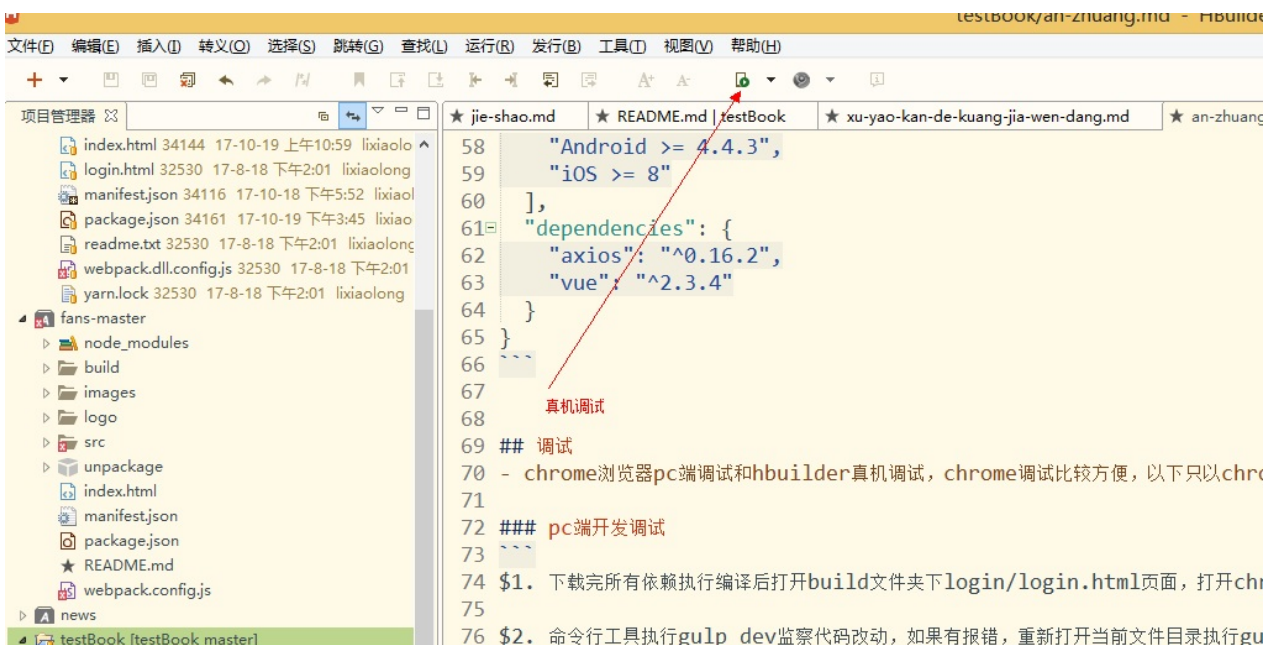 testBook/an-zhuang.md - HBuilde
文件(F) 编辑(E) 插入(I) 转义(O) 选择(S) 跳转(G) 查找(L) 运行(R) 发行(B) 工具(T) 视图(V) 帮助(H)
项目管理器
jie-shao.md README.md | testBook xu-yao-kan-de-kuang-jia-wen-dang.md an-zhuang
index.html 34144 17-10-19 上午10:59 lixiaolo
login.html 32530 17-8-18 下午2:01 lixiaolong
manifest.json 34116 17-10-18 下午5:52 lixiaol
package.json 34161 17-10-19 下午3:45 lixiao
readme.txt 32530 17-8-18 下午2:01 lixiaolong
webpack.dll.config.js 32530 17-8-18 下午2:01
yarn.lock 32530 17-8-18 下午2:01 lixiaolong
fans-master
node_modules
build
images
logo
src
unpackage
index.html
manifest.json
package.json
README.md
webpack.config.js
news
testBook [testBook master]
58 "Android >= 4.4.3",
59 "iOS >= 8"
60 ],
61 "dependencies": {
62 "axios": "^0.16.2",
63 "vue": "^2.3.4"
64 }
65 }
66 ```
67
真机调试
68
69 ## 调试
70 - chrome浏览器pc端调试和hbuilder真机调试，chrome调试比较方便，以下只以chro
71
72 ### pc端开发调试
73 ```
74 $1. 下载完所有依赖执行编译后打开build文件夹下login/login.html页面，打开chr
75
76 $2. 命令行工具执行gulp dev监察代码改动，如果有报错，重新打开当前文件目录执行gu